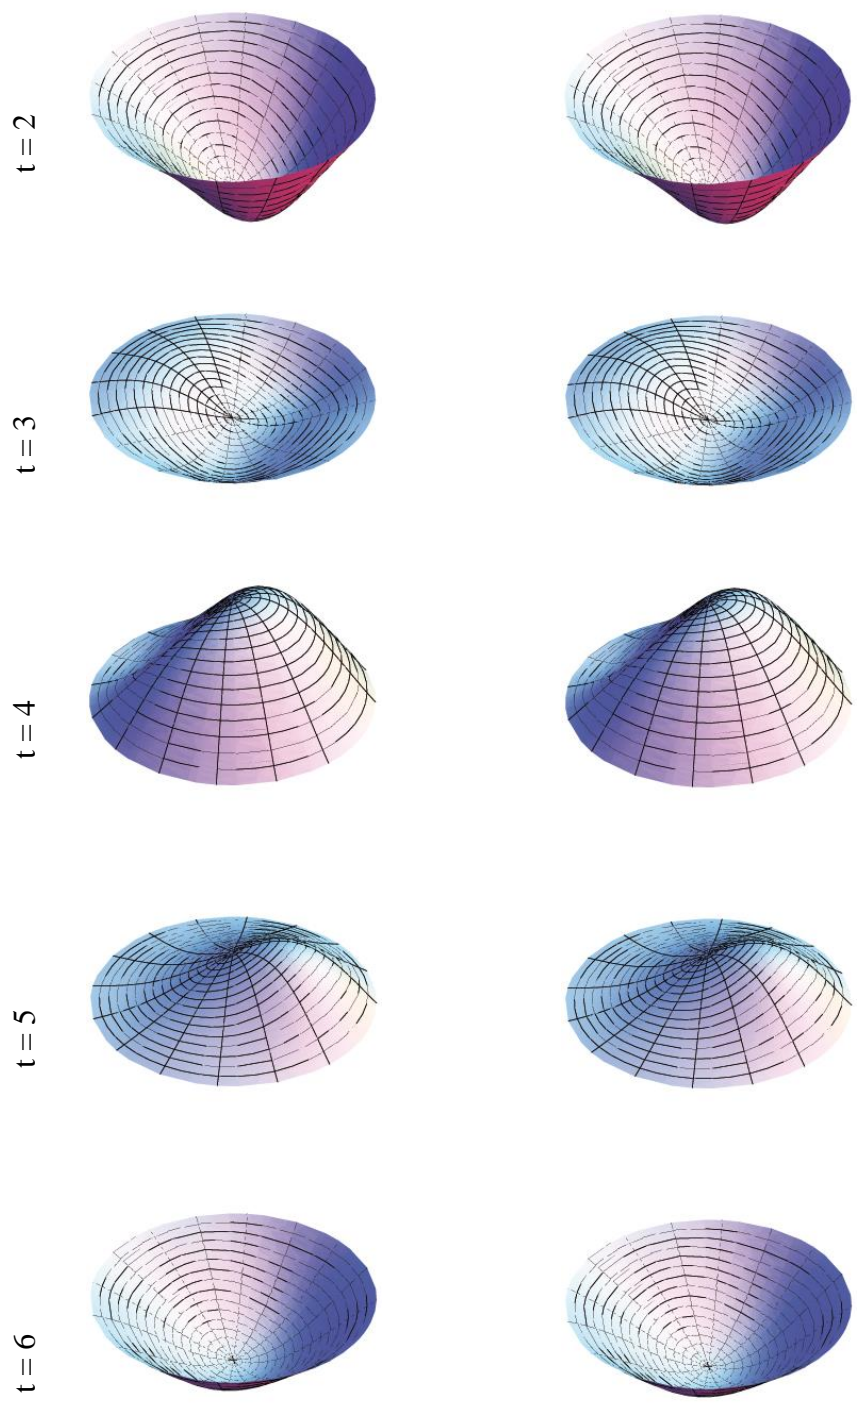 t = 2
t = 3
t = 4
t = 5
t = 6